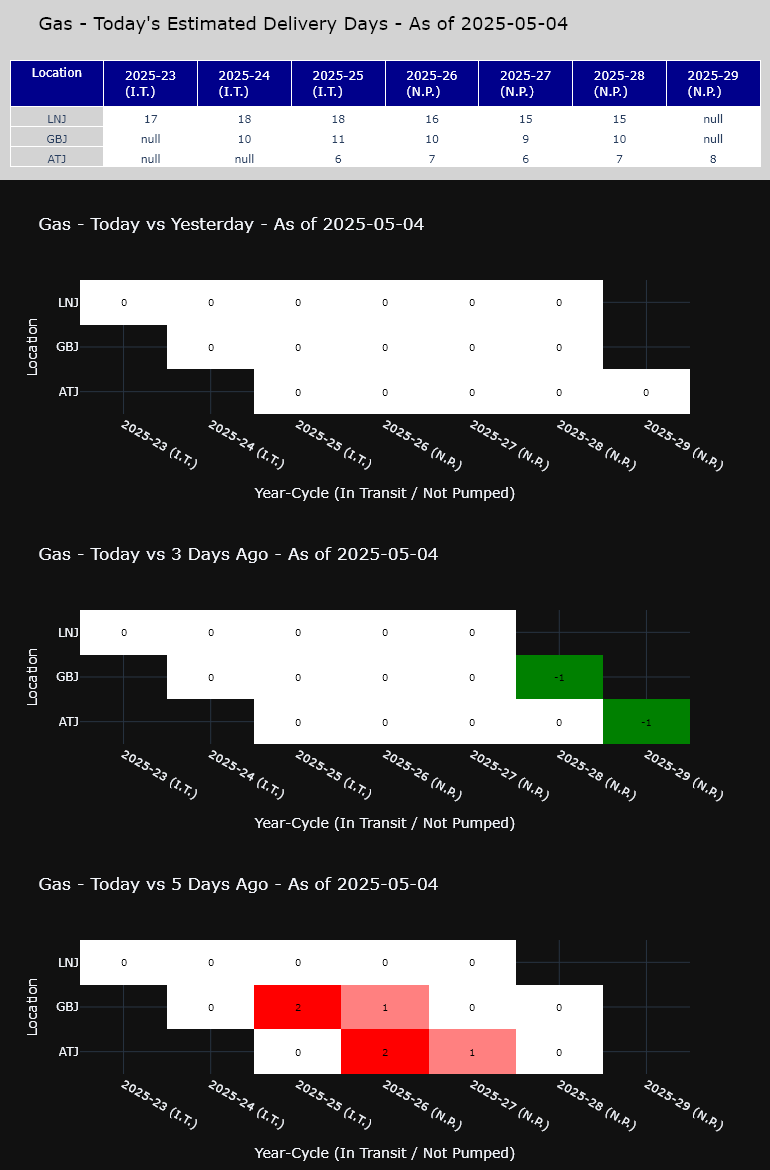 Gas - Today's Estimated Delivery Days - As of 2025-05-04
Location 2025-23 (I.T.) 2025-24 (I.T.) 2025-25 (I.T.) 2025-26 (N.P.) 2025-27 (N.P.) 2025-28 (N.P.) 2025-29 (N.P.)
LNJ 17 18 18 16 15 15 null
GBJ null 10 11 10 9 10 null
ATJ null null 6 7 6 7 8
Gas - Today vs Yesterday - As of 2025-05-04
Location
LNJ 0 0 0 0 0 0
GBJ 0 0 0 0 0
ATJ 0 0 0 0 0
2025-23 (I.T.) 2025-24 (I.T.) 2025-25 (I.T.) 2025-26 (N.P.) 2025-27 (N.P.) 2025-28 (N.P.) 2025-29 (N.P.)
Year-Cycle (In Transit / Not Pumped)
Gas - Today vs 3 Days Ago - As of 2025-05-04
Location
LNJ 0 0 0 0 0
GBJ 0 0 0 0 -1
ATJ 0 0 0 0 -1
2025-23 (I.T.) 2025-24 (I.T.) 2025-25 (I.T.) 2025-26 (N.P.) 2025-27 (N.P.) 2025-28 (N.P.) 2025-29 (N.P.)
Year-Cycle (In Transit / Not Pumped)
Gas - Today vs 5 Days Ago - As of 2025-05-04
Location
LNJ 0 0 0 0 0
GBJ 0 2 1 0 0
ATJ 0 2 1 0
2025-23 (I.T.) 2025-24 (I.T.) 2025-25 (I.T.) 2025-26 (N.P.) 2025-27 (N.P.) 2025-28 (N.P.) 2025-29 (N.P.)
Year-Cycle (In Transit / Not Pumped)